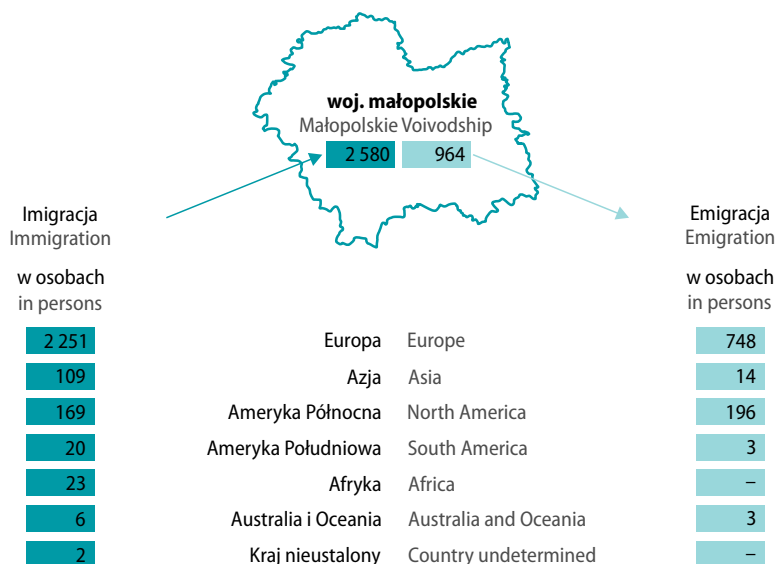 woj. małopolskie
Małopolskie Voivodship
2 580 964
Imigracja
Immigration
Emigracja
Emigration
w osobach
in persons
w osobach
in persons
2 251 Europa Europe 748
109 Azja Asia 14
169 Ameryka Północna North America 196
20 Ameryka Południowa South America 3
23 Afryka Africa –
6 Australia i Oceania Australia and Oceania 3
2 Kraj nieustalony Country undetermined –